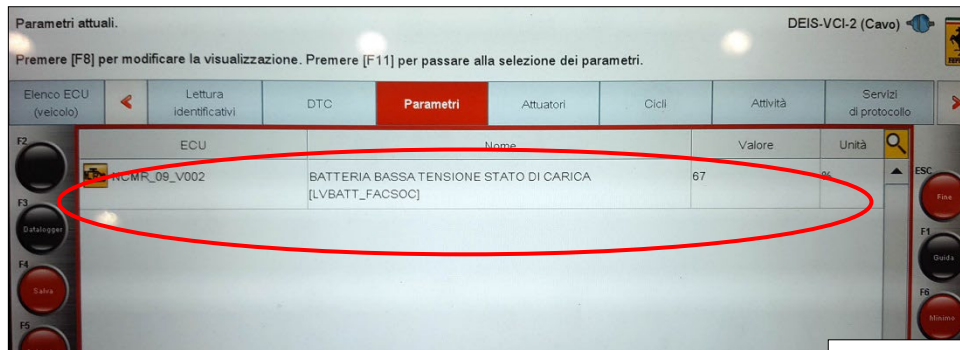 Parametri attuali.
DEIS-VCI-2 (Cavo)
Premere [F8] per modificare la visualizzazione. Premere [F11] per passare alla selezione dei parametri.
Elenco ECU
(veicolo)
Lettura
identificativi
DTC
Parametri
Attuatori
Cicli
Attività
Servizi
di protocollo
F2
ECU
Nome
Valore
Unità
NCMR_09_V002
BATTERIA BASSA TENSIONE STATO DI CARICA
[LVBATT_FACSOC]
67
%
ESC
Fine
F3
Datalogger
F1
Guida
F4
Salva
F6
Minimo
F5